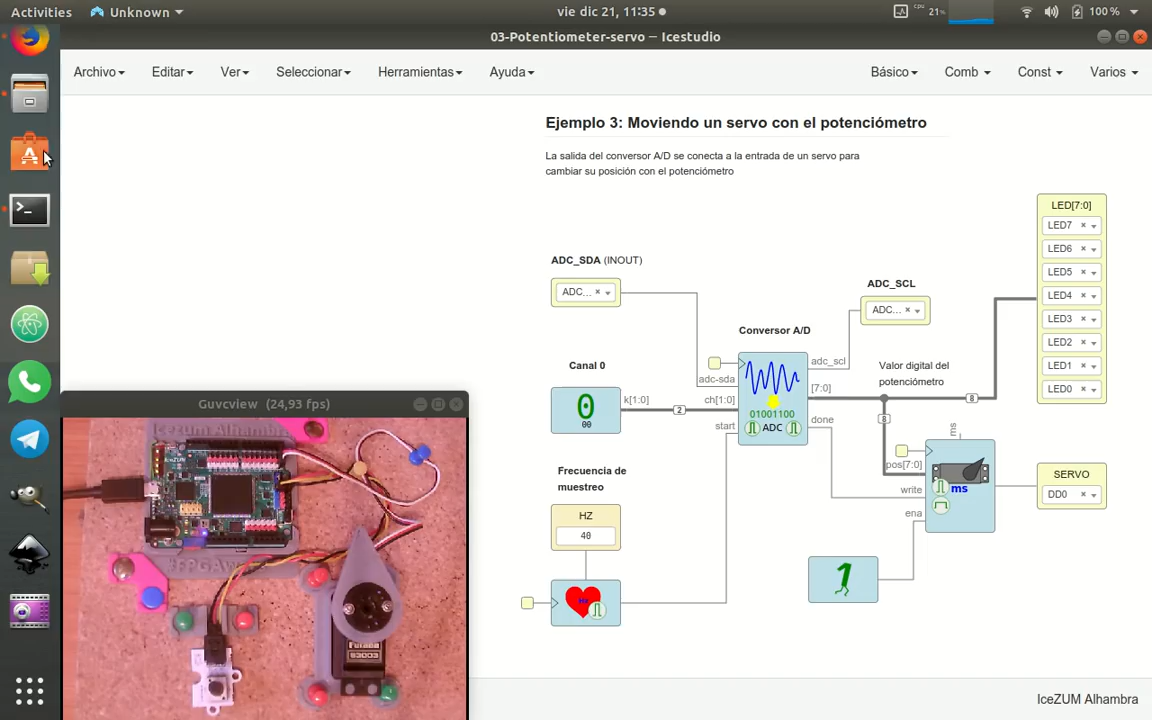 Activities
Unknown
vie dic 21, 11:35
cpu
21%
100 %
03-Potentiometer-servo – Icestudio
Archivo
Editar
Ver
Seleccionar
Herramientas
Ayuda
Básico
Comb
Const
Varios
Ejemplo 3: Moviendo un servo con el potenciómetro
La salida del conversor A/D se conecta a la entrada de un servo para
cambiar su posición con el potenciómetro
LED[7:0]
LED7
LED6
LED5
LED4
LED3
LED2
LED1
LED0
ADC_SDA (INOUT)
ADC...
ADC_SCL
ADC...
Conversor A/D
adc_scl
adc-sda
[7:0]
ch[1:0]
done
start
01001100
ADC
Canal 0
0
00
k[1:0]
2
Valor digital del
potenciómetro
8
8
ms
pos[7:0]
write
ena
ms
SERVO
DD0
Frecuencia de
muestreo
HZ
40
Hz
1
Guvcview (24,93 fps)
IceZUM Alhambra
#FPGAw
Futaba
S3003
IceZUM Alhambra